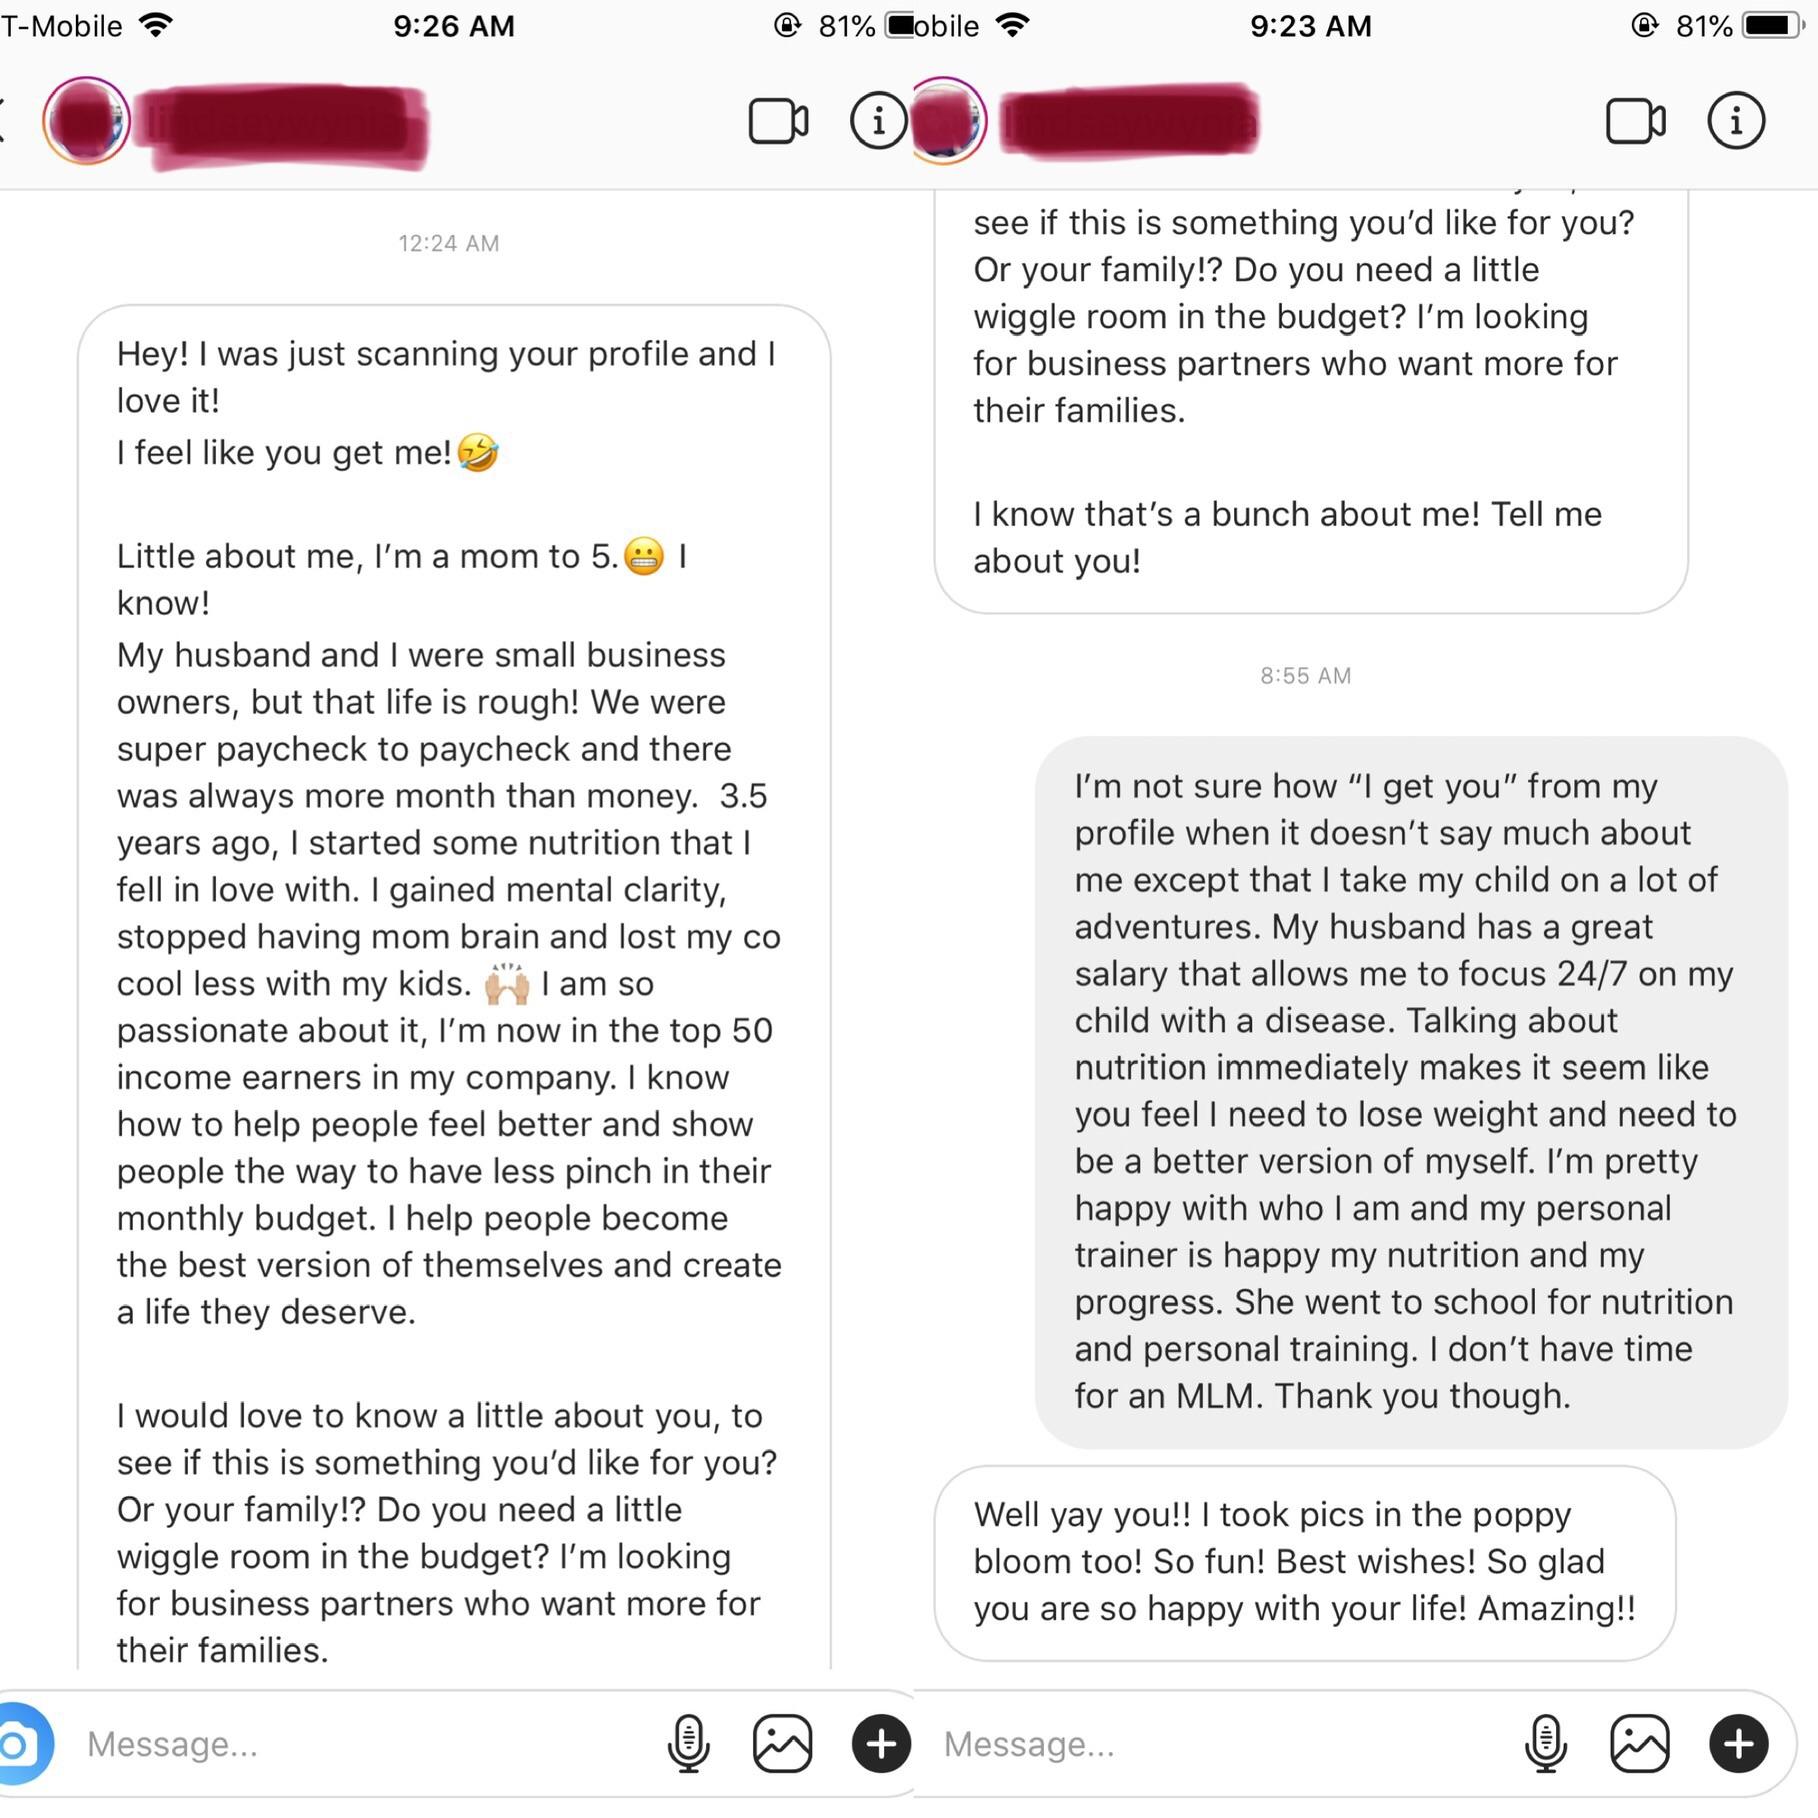 T-Mobile 9:26 AM 81%
12:24 AM
Hey! I was just scanning your profile and I
love it!
I feel like you get me!🤣
Little about me, I'm a mom to 5.😬 I
know!
My husband and I were small business
owners, but that life is rough! We were
super paycheck to paycheck and there
was always more month than money.  3.5
years ago, I started some nutrition that I
fell in love with. I gained mental clarity,
stopped having mom brain and lost my co
cool less with my kids. 🙌🏼 I am so
passionate about it, I'm now in the top 50
income earners in my company. I know
how to help people feel better and show
people the way to have less pinch in their
monthly budget. I help people become
the best version of themselves and create
a life they deserve.
I would love to know a little about you, to
see if this is something you'd like for you?
Or your family!? Do you need a little
wiggle room in the budget? I'm looking
for business partners who want more for
their families.
Message...
obile 9:23 AM 81%
see if this is something you'd like for you?
Or your family!? Do you need a little
wiggle room in the budget? I'm looking
for business partners who want more for
their families.
I know that's a bunch about me! Tell me
about you!
8:55 AM
I'm not sure how “I get you” from my
profile when it doesn't say much about
me except that I take my child on a lot of
adventures. My husband has a great
salary that allows me to focus 24/7 on my
child with a disease. Talking about
nutrition immediately makes it seem like
you feel I need to lose weight and need to
be a better version of myself. I'm pretty
happy with who I am and my personal
trainer is happy my nutrition and my
progress. She went to school for nutrition
and personal training. I don't have time
for an MLM. Thank you though.
Well yay you!! I took pics in the poppy
bloom too! So fun! Best wishes! So glad
you are so happy with your life! Amazing!!
Message...